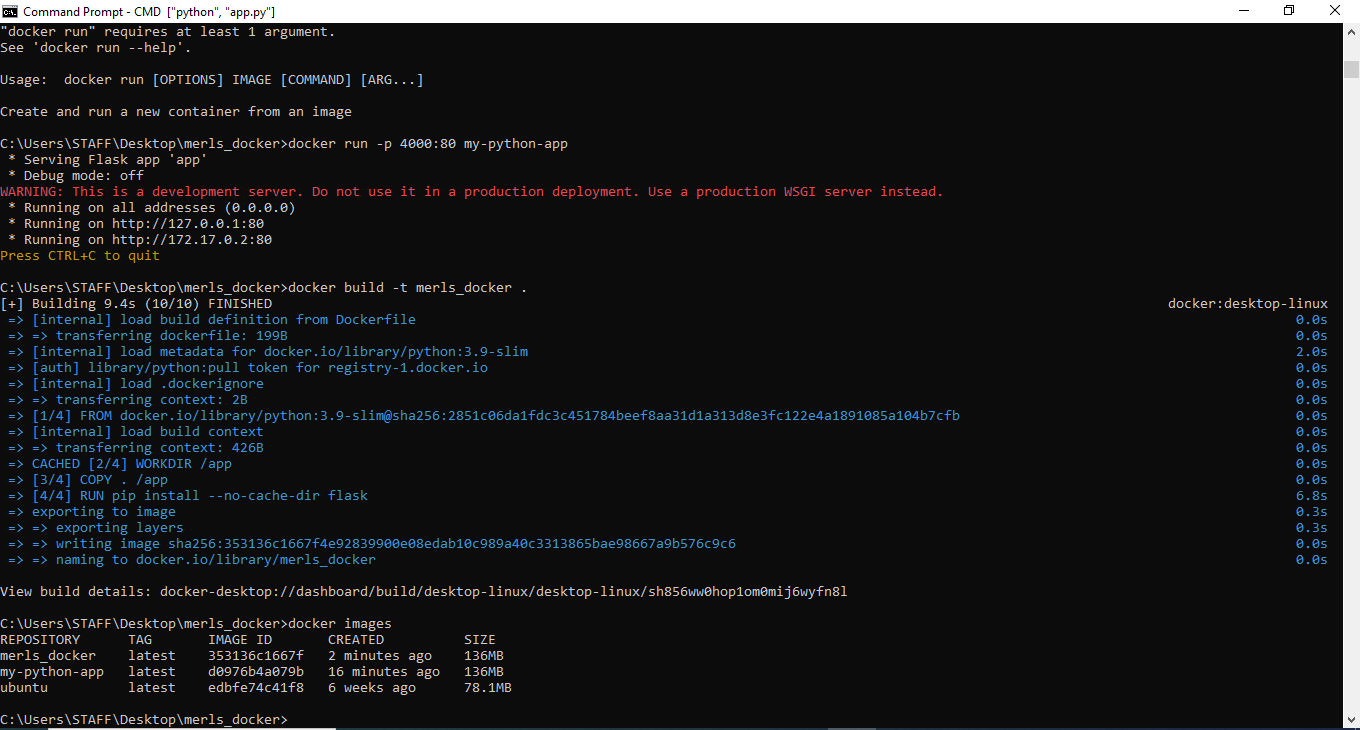 Command Prompt - CMD ["python", "app.py"]
"docker run" requires at least 1 argument.
See 'docker run --help'.
Usage:  docker run [OPTIONS] IMAGE [COMMAND] [ARG...]
Create and run a new container from an image
C:\Users\STAFF\Desktop\merls_docker>docker run -p 4000:80 my-python-app
 * Serving Flask app 'app'
 * Debug mode: off
WARNING: This is a development server. Do not use it in a production deployment. Use a production WSGI server instead.
 * Running on all addresses (0.0.0.0)
 * Running on http://127.0.0.1:80
 * Running on http://172.17.0.2:80
Press CTRL+C to quit
C:\Users\STAFF\Desktop\merls_docker>docker build -t merls_docker .
[+] Building 9.4s (10/10) FINISHED docker:desktop-linux
 => [internal] load build definition from Dockerfile 0.0s
 => => transferring dockerfile: 199B 0.0s
 => [internal] load metadata for docker.io/library/python:3.9-slim 2.0s
 => [auth] library/python:pull token for registry-1.docker.io 0.0s
 => [internal] load .dockerignore 0.0s
 => => transferring context: 2B 0.0s
 => [1/4] FROM docker.io/library/python:3.9-slim@sha256:2851c06da1fdc3c451784beef8aa31d1a313d8e3fc122e4a1891085a104b7cfb 0.0s
 => [internal] load build context 0.0s
 => => transferring context: 426B 0.0s
 => CACHED [2/4] WORKDIR /app 0.0s
 => [3/4] COPY . /app 0.0s
 => [4/4] RUN pip install --no-cache-dir flask 6.8s
 => exporting to image 0.3s
 => => exporting layers 0.3s
 => => writing image sha256:353136c1667f4e92839900e08edab10c989a40c3313865bae98667a9b576c9c6 0.0s
 => => naming to docker.io/library/merls_docker 0.0s
View build details: docker-desktop://dashboard/build/desktop-linux/desktop-linux/sh856ww0hop1om0mij6wyfn8l
C:\Users\STAFF\Desktop\merls_docker>docker images
REPOSITORY      TAG       IMAGE ID       CREATED          SIZE
merls_docker    latest    353136c1667f   2 minutes ago    136MB
my-python-app   latest    d0976b4a079b   16 minutes ago   136MB
ubuntu          latest    edbfe74c41f8   6 weeks ago      78.1MB
C:\Users\STAFF\Desktop\merls_docker>